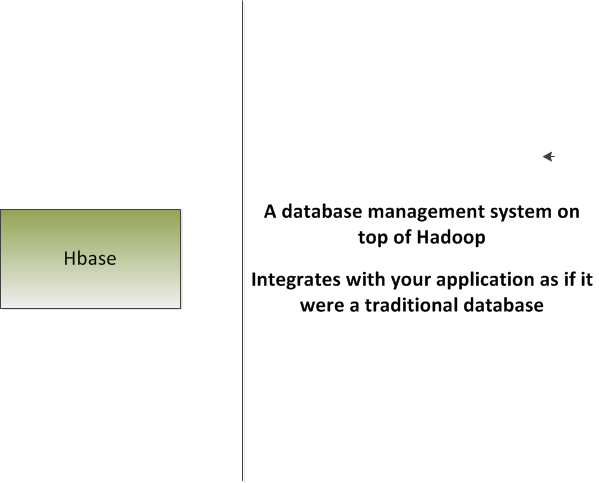 Hbase
A database management system on
top of Hadoop
Integrates with your application as if it
were a traditional database